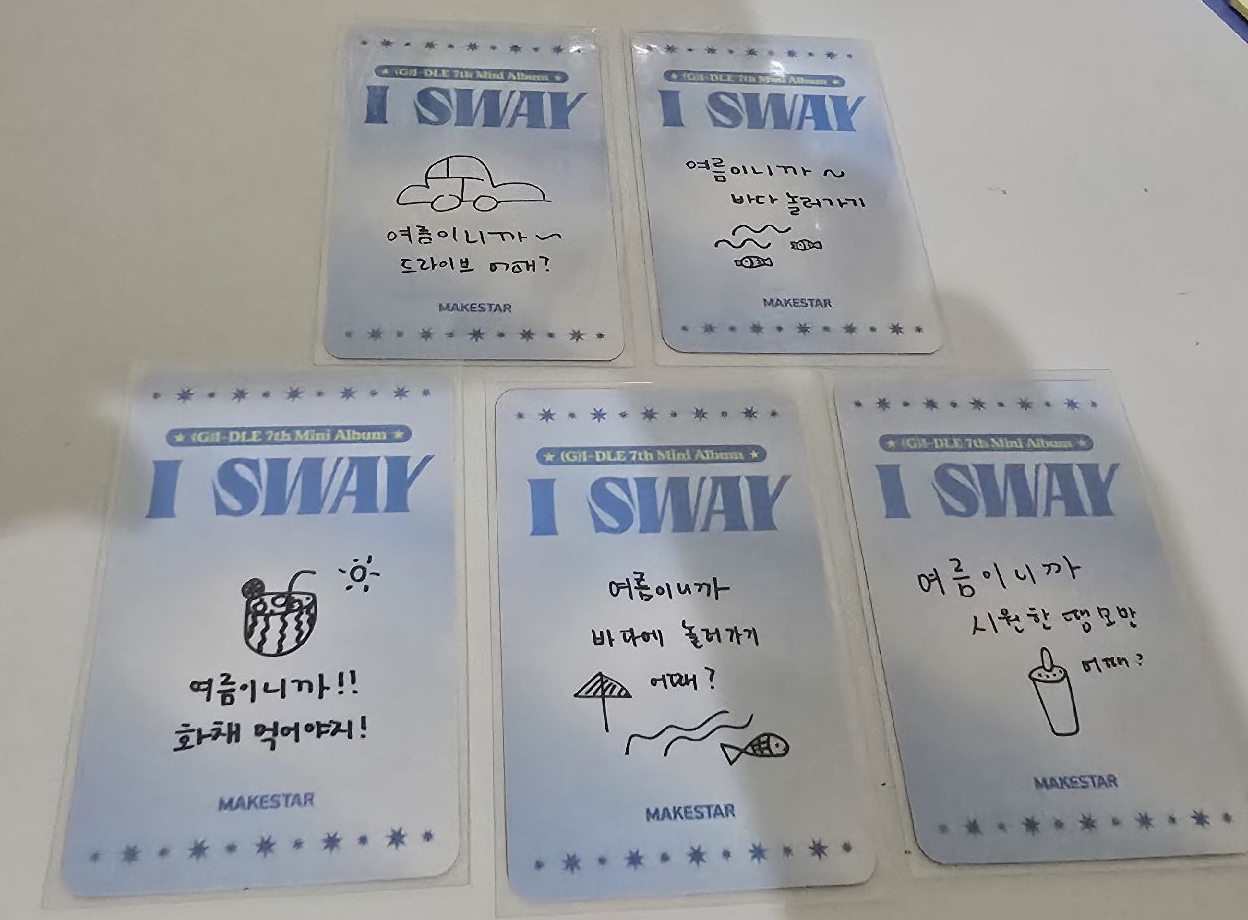 (G)I-DLE 7th Mini Album
I SWAY
여름이니까~
드라이브 어때?
MAKESTAR
(G)I-DLE 7th Mini Album
I SWAY
여름이니까~
바다 놀러가기
MAKESTAR
(G)I-DLE 7th Mini Album
I SWAY
여름이니까!!
화채 먹어야지!
MAKESTAR
(G)I-DLE 7th Mini Album
I SWAY
여름이니까
바다에 놀러가기
어때?
MAKESTAR
(G)I-DLE 7th Mini Album
I SWAY
여름이니까
시원한 땡모반
어때?
MAKESTAR